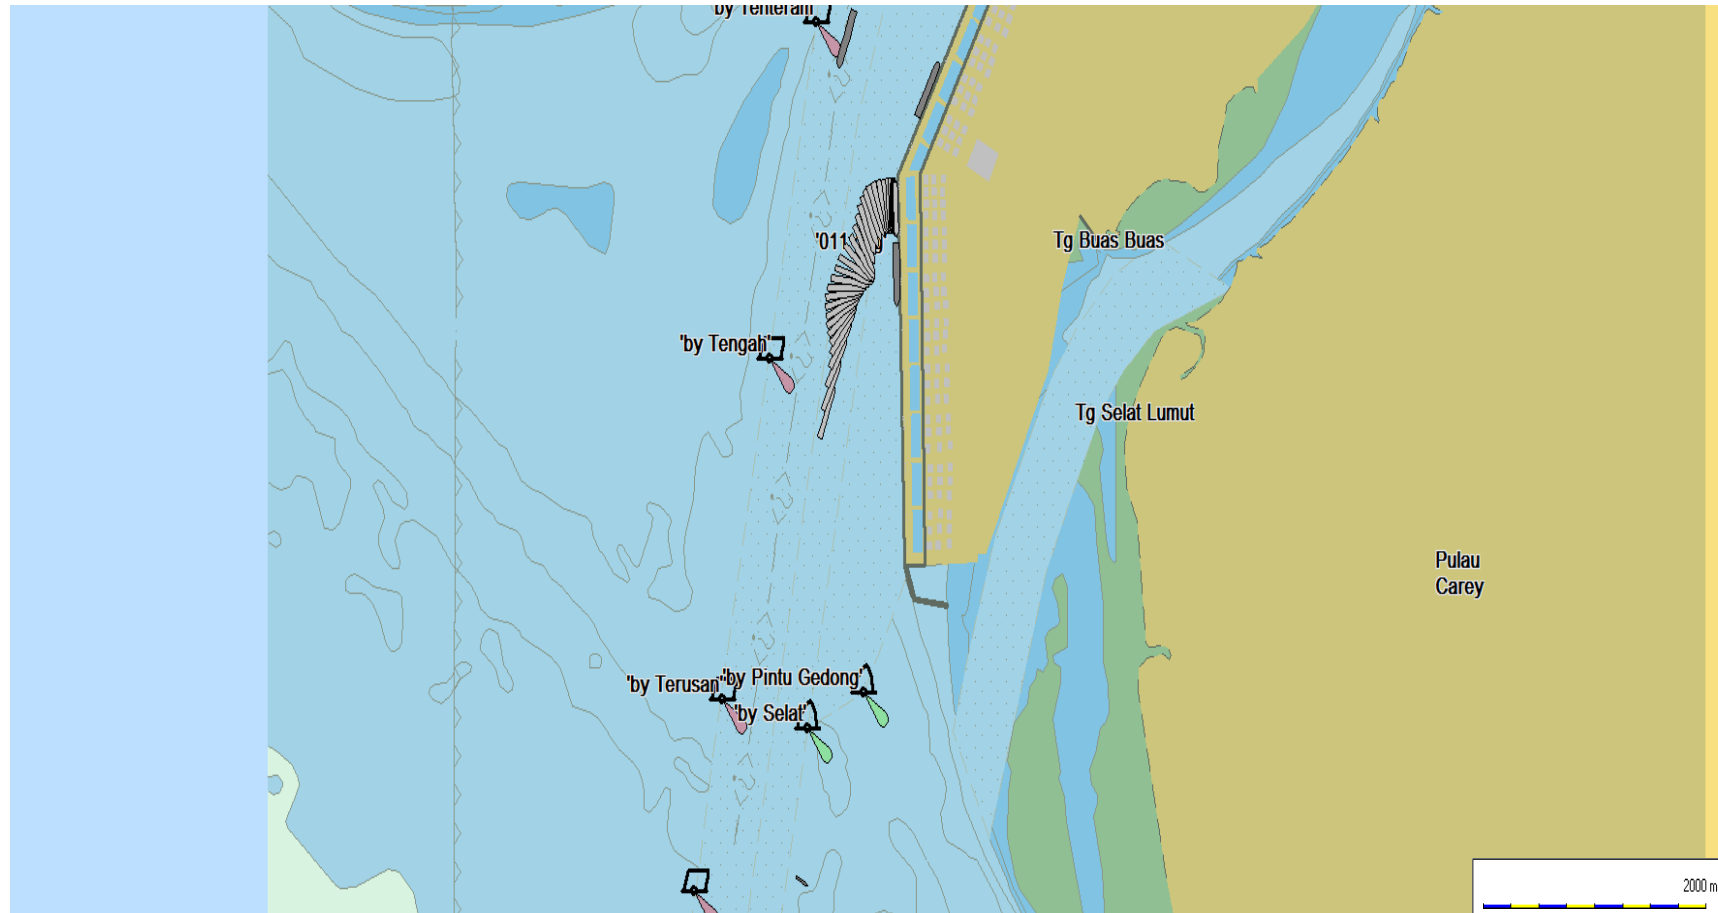 'by Tenteram'
'011
Tg Buas Buas
'by Tengah'
Tg Selat Lumut
Pulau
Carey
'by Terusan'
'by Pintu Gedong'
'by Selat'
2000 m